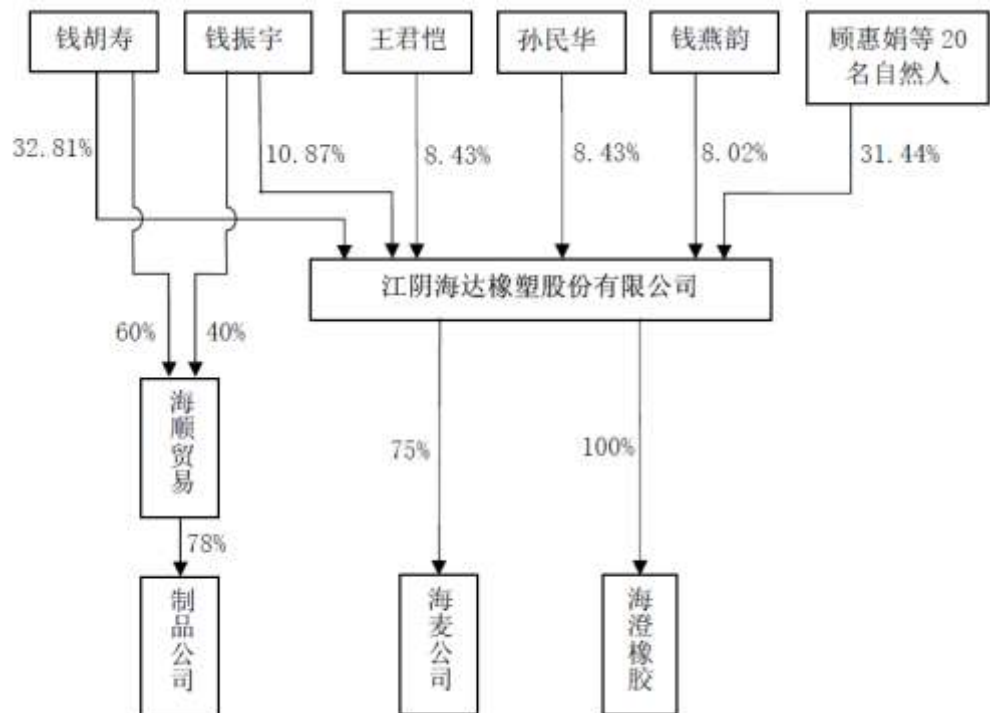 钱胡寿
钱振宇
王君恺
孙民华
钱燕韵
顾惠娟等 20
名自然人
32.81%
10.87%
8.43%
8.43%
8.02%
31.44%
江阴海达橡塑股份有限公司
60%
40%
海顺贸易
75%
100%
78%
制品公司
海麦公司
海澄橡胶